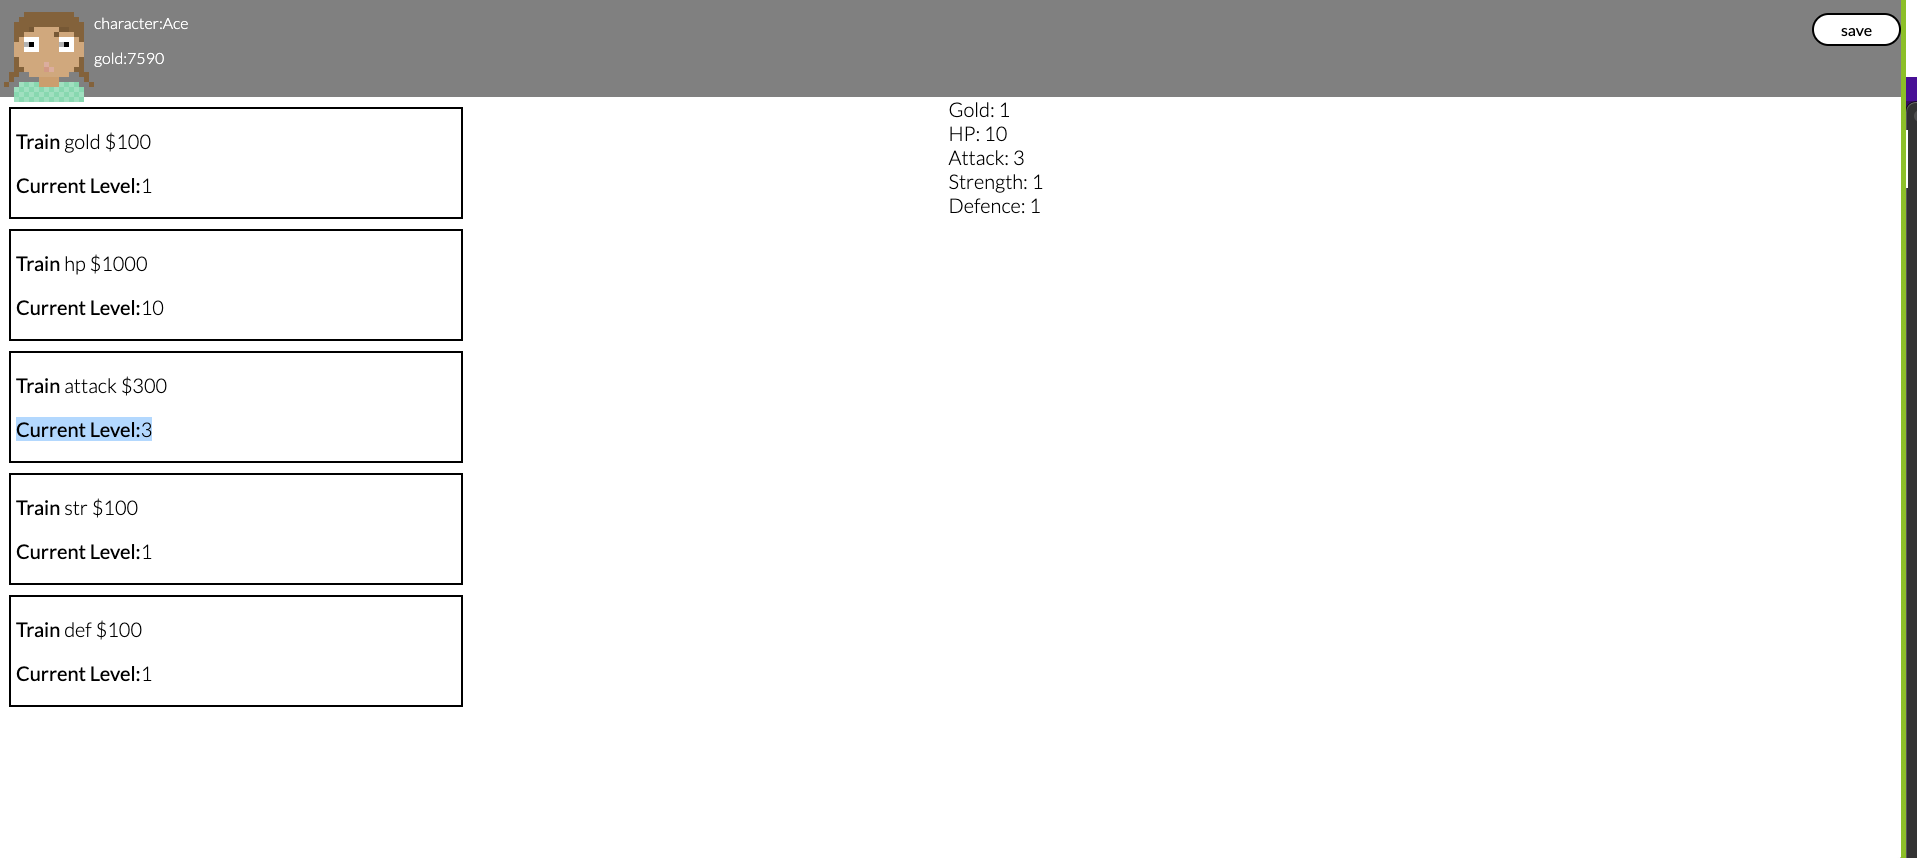 character:Ace
gold:7590
save
Train gold $100
Current Level:1
Train hp $1000
Current Level:10
Train attack $300
Current Level:3
Train str $100
Current Level:1
Train def $100
Current Level:1
Gold: 1
HP: 10
Attack: 3
Strength: 1
Defence: 1